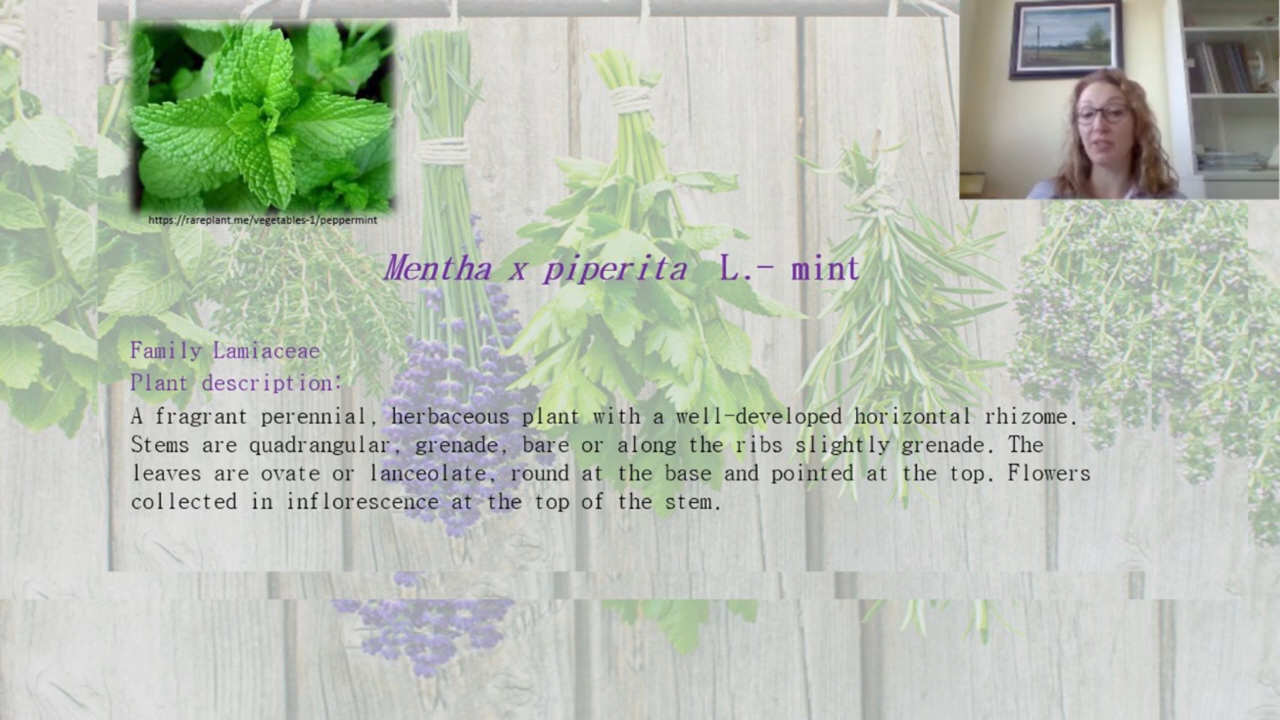 https://rareplant.me/vegetables-1/peppermint
Mentha x piperita L.- mint
Family Lamiaceae
Plant description:
A fragrant perennial, herbaceous plant with a well-developed horizontal rhizome.
Stems are quadrangular, grenade, bare or along the ribs slightly grenade. The
leaves are ovate or lanceolate, round at the base and pointed at the top. Flowers
collected in inflorescence at the top of the stem.